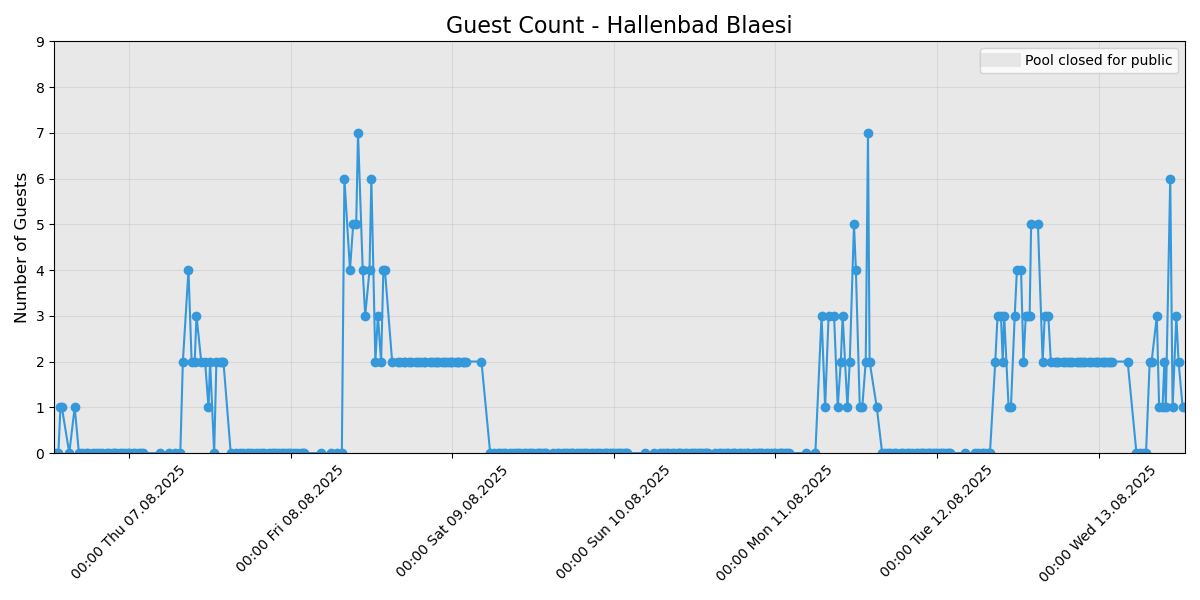 Guest Count - Hallenbad Blaesi
Pool closed for public
Number of Guests
9
8
7
6
5
4
3
2
1
0
00:00 Thu 07.08.2025
00:00 Fri 08.08.2025
00:00 Sat 09.08.2025
00:00 Sun 10.08.2025
00:00 Mon 11.08.2025
00:00 Tue 12.08.2025
00:00 Wed 13.08.2025